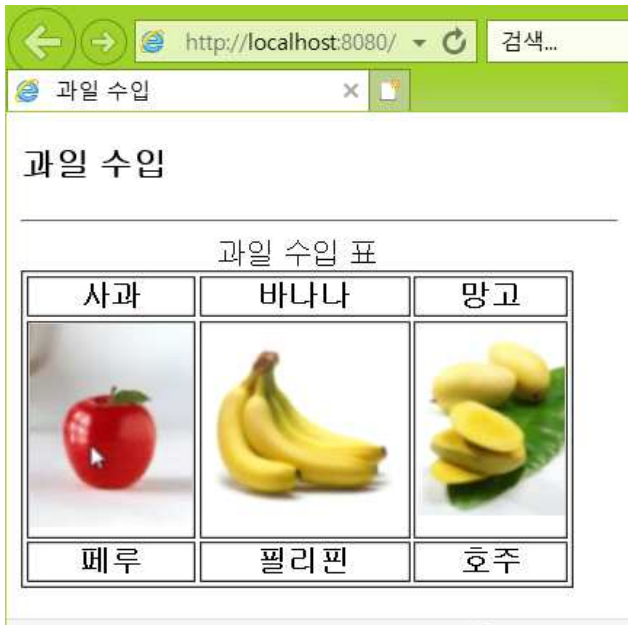 http://localhost:8080/ 검색...
과일 수입
과일 수입
과일 수입 표
사과 바나나 망고
페루 필리핀 호주